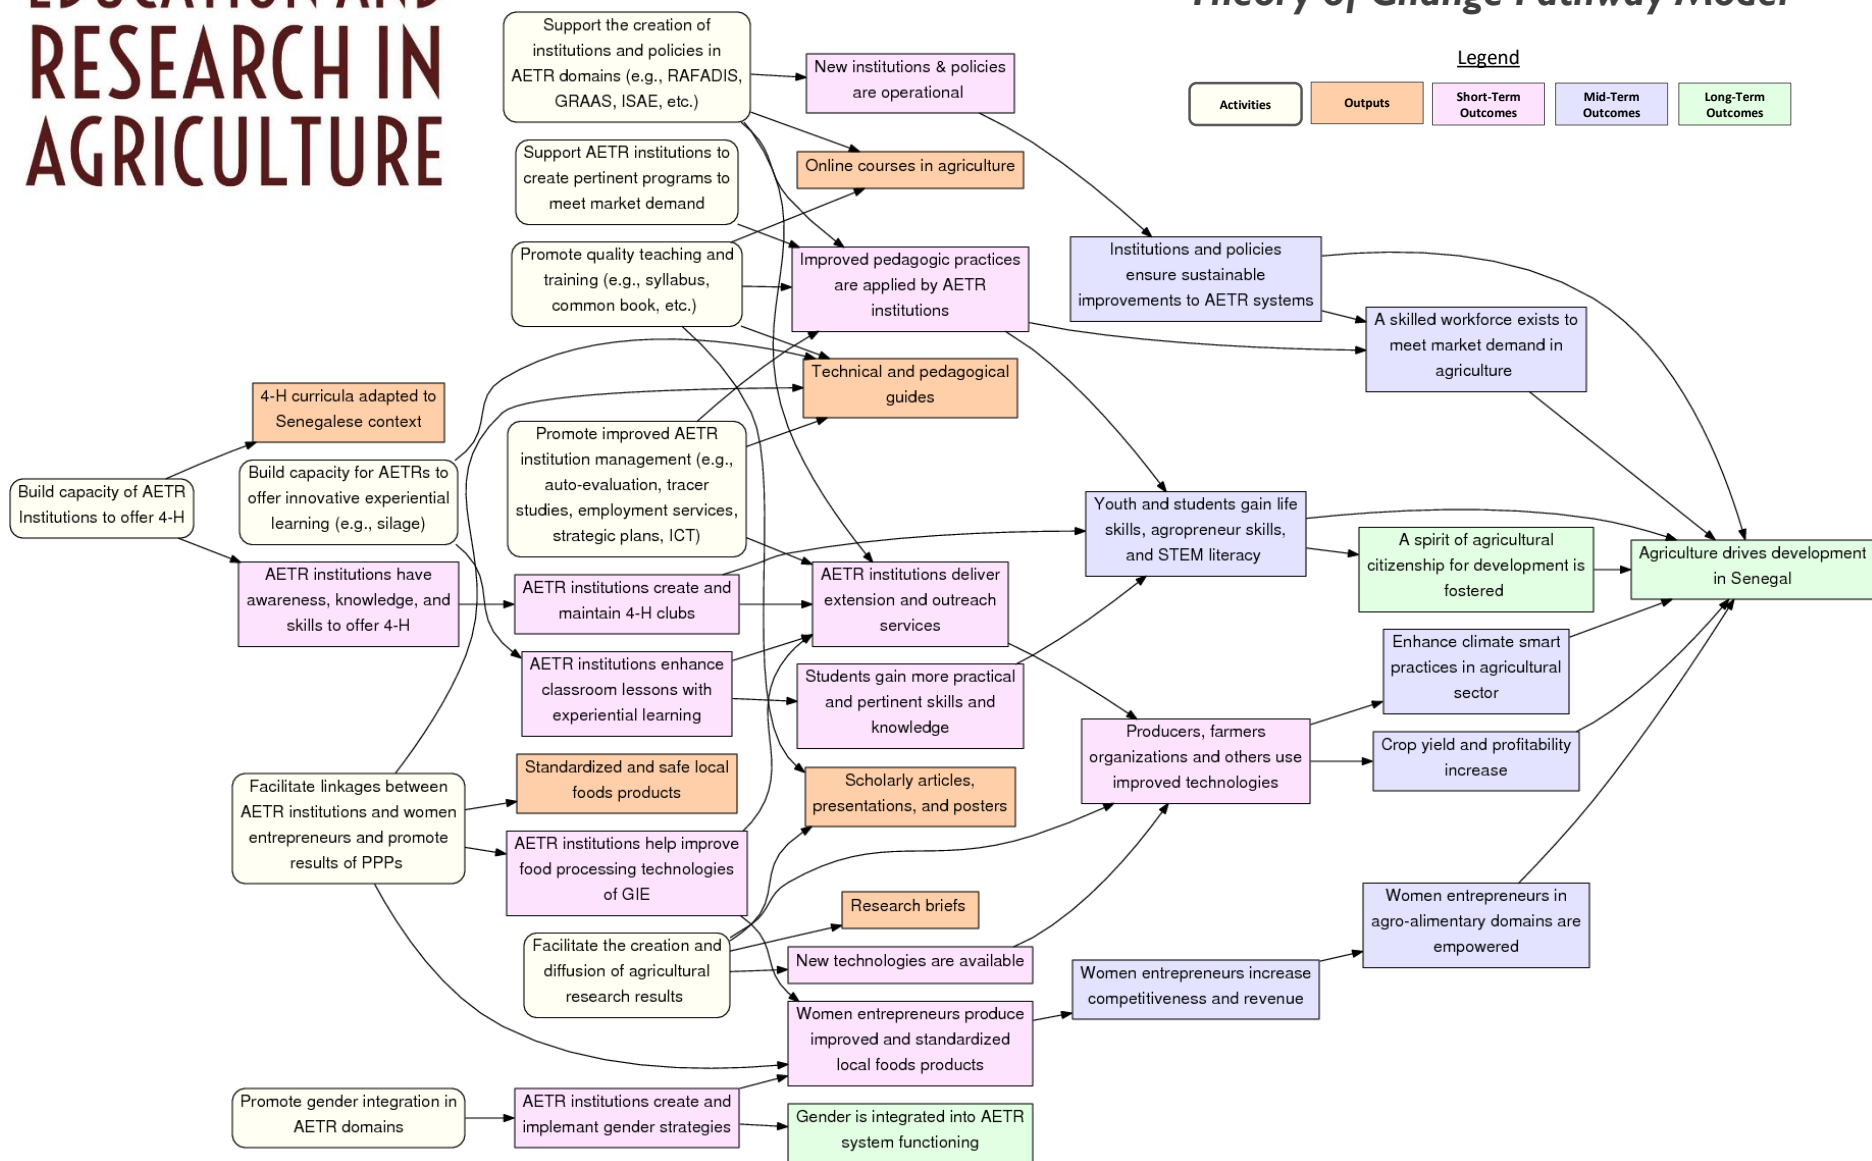 EDUCATION AND
RESEARCH IN
AGRICULTURE
Theory of Change Pathway Model
Legend
Activities
Outputs
Short-Term
Outcomes
Mid-Term
Outcomes
Long-Term
Outcomes
Support the creation of
institutions and policies in
AETR domains (e.g., RAFADIS,
GRAAS, ISAE, etc.)
New institutions & policies
are operational
Support AETR institutions to
create pertinent programs to
meet market demand
Online courses in agriculture
Promote quality teaching and
training (e.g., syllabus,
common book, etc.)
Improved pedagogic practices
are applied by AETR
institutions
Institutions and policies
ensure sustainable
improvements to AETR systems
A skilled workforce exists to
meet market demand in
agriculture
Technical and pedagogical
guides
4-H curricula adapted to
Senegalese context
Build capacity of AETR
Institutions to offer 4-H
Build capacity for AETRs to
offer innovative experiential
learning (e.g., silage)
Promote improved AETR
institution management (e.g.,
auto-evaluation, tracer
studies, employment services,
strategic plans, ICT)
Youth and students gain life
skills, agropreneur skills,
and STEM literacy
A spirit of agricultural
citizenship for development is
fostered
Agriculture drives development
in Senegal
AETR institutions have
awareness, knowledge, and
skills to offer 4-H
AETR institutions create and
maintain 4-H clubs
AETR institutions deliver
extension and outreach
services
AETR institutions enhance
classroom lessons with
experiential learning
Students gain more practical
and pertinent skills and
knowledge
Enhance climate smart
practices in agricultural
sector
Producers, farmers
organizations and others use
improved technologies
Crop yield and profitability
increase
Facilitate linkages between
AETR institutions and women
entrepreneurs and promote
results of PPPs
Standardized and safe local
foods products
Scholarly articles,
presentations, and posters
AETR institutions help improve
food processing technologies
of GIE
Research briefs
Women entrepreneurs in
agro-alimentary domains are
empowered
Facilitate the creation and
diffusion of agricultural
research results
New technologies are available
Women entrepreneurs increase
competitiveness and revenue
Women entrepreneurs produce
improved and standardized
local foods products
Promote gender integration in
AETR domains
AETR institutions create and
implemant gender strategies
Gender is integrated into AETR
system functioning